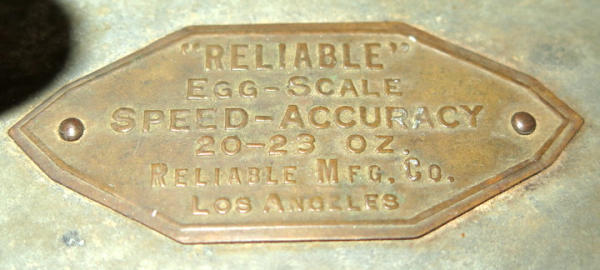 "RELIABLE"
EGG-SCALE
SPEED-ACCURACY
20-23 OZ.
RELIABLE MFG. CO.
LOS ANGELES